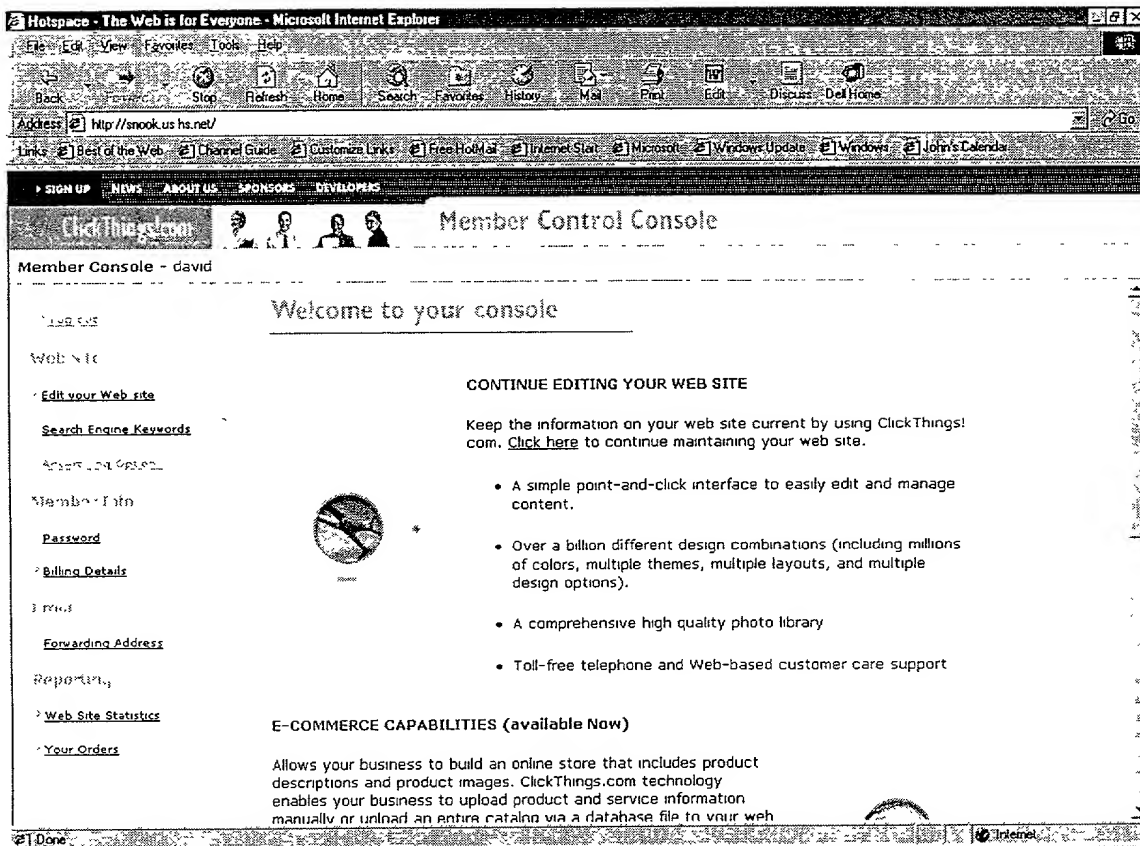 Hotspace - The Web is for Everyone - Microsoft Internet Explorer
File Edit View Favorites Tools Help
Back Forward Stop Refresh Home Search Favorites History Mail Print Edit Discuss Dell Home
Address http://snook.us hs.net/ Go
Links Best of the Web Channel Guide Customize Links Free HotMail Internet Start Microsoft Windows Update Windows John's Calendar
SIGN UP NEWS ABOUT US SPONSORS DEVELOPERS
ClickThings!com Member Control Console
Member Console - david
Welcome to your console
Web Site
Edit your Web site
Search Engine Keywords
Member Info
Password
Billing Details
Email
Forwarding Address
Reporting
Web Site Statistics
Your Orders
CONTINUE EDITING YOUR WEB SITE
Keep the information on your web site current by using ClickThings!
com. Click here to continue maintaining your web site.
• A simple point-and-click interface to easily edit and manage
content.
• Over a billion different design combinations (including millions
of colors, multiple themes, multiple layouts, and multiple
design options).
• A comprehensive high quality photo library
• Toll-free telephone and Web-based customer care support
E-COMMERCE CAPABILITIES (available Now)
Allows your business to build an online store that includes product
descriptions and product images. ClickThings.com technology
enables your business to upload product and service information
manually or upload an entire catalog via a database file to your web
Done Internet